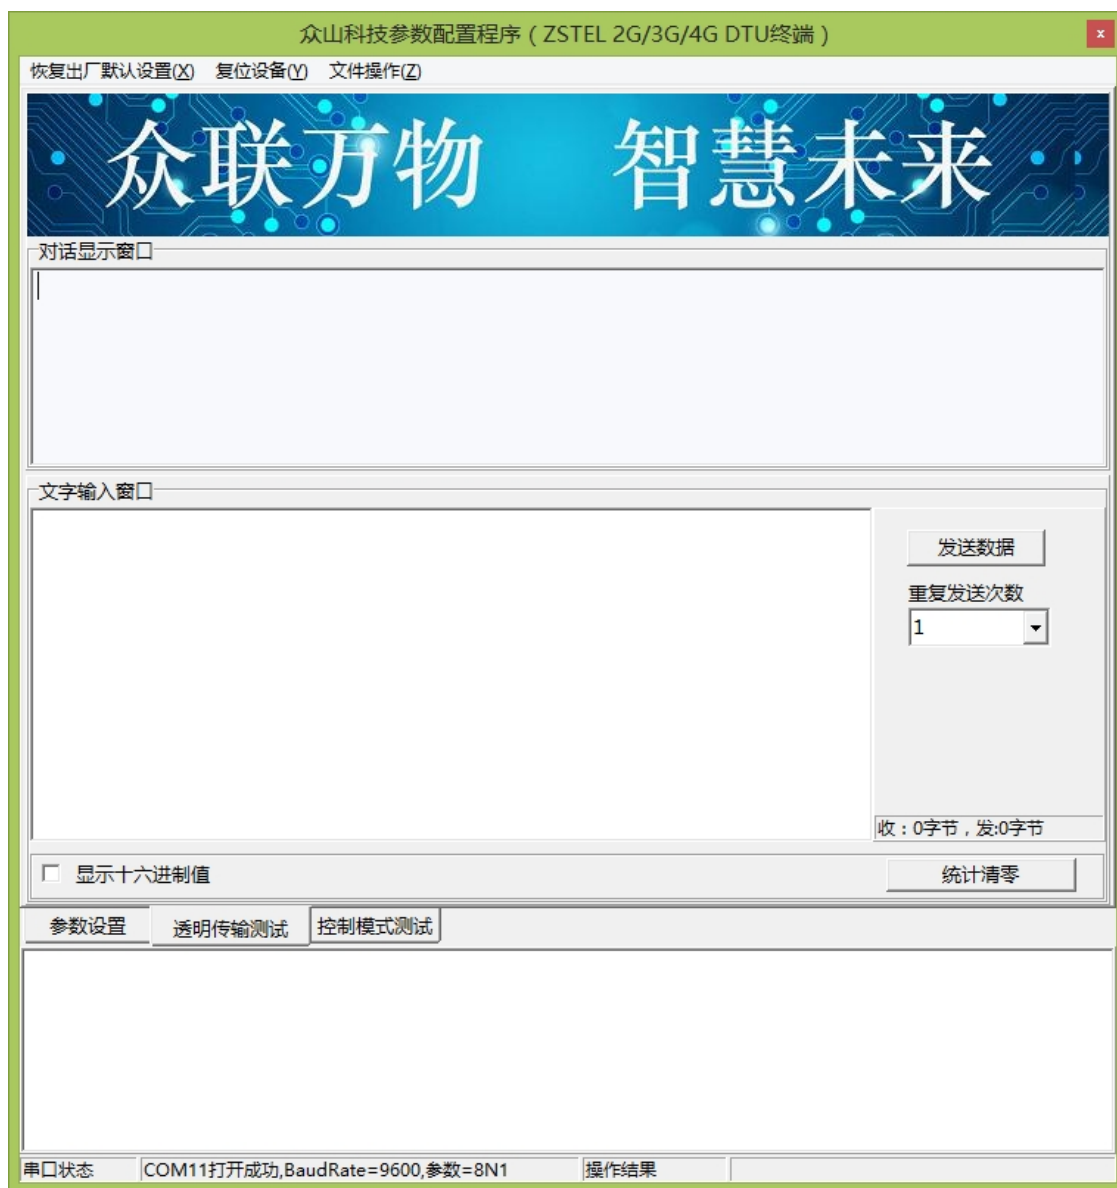 众山科技参数配置程序（ZSTEL 2G/3G/4G DTU终端）
x
恢复出厂默认设置(X) 复位设备(Y) 文件操作(Z)
众联万物 智慧未来
对话显示窗口
文字输入窗口
发送数据
重复发送次数
1
收：0字节，发:0字节
显示十六进制值
统计清零
参数设置 透明传输测试 控制模式测试
串口状态 COM11打开成功,BaudRate=9600,参数=8N1 操作结果